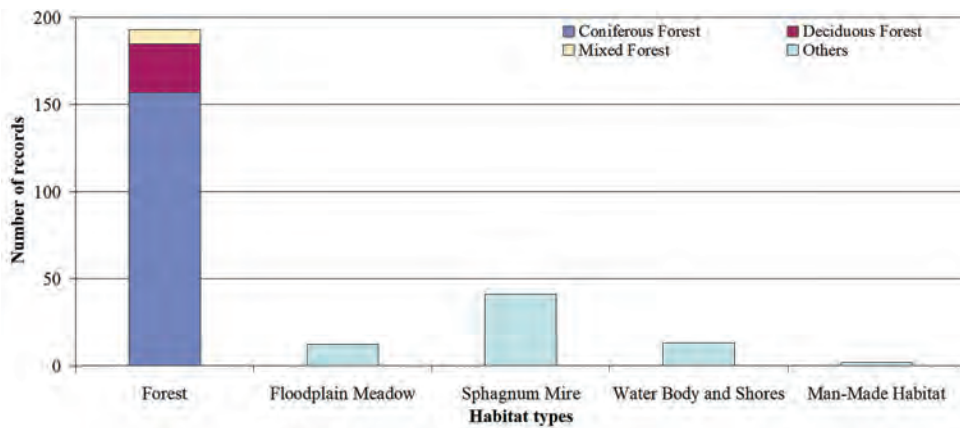 200
150
100
50
0
Number of records
Coniferous Forest
Deciduous Forest
Mixed Forest
Others
Forest
Floodplain Meadow
Sphagnum Mire
Water Body and Shores
Man-Made Habitat
Habitat types